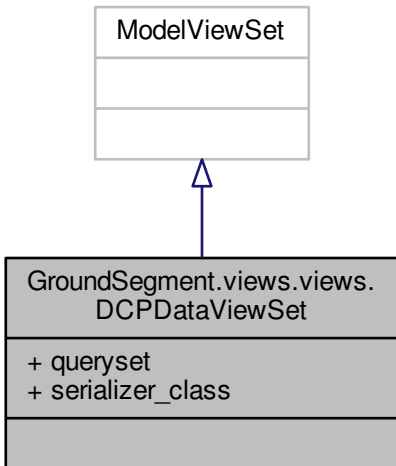 ModelViewSet
GroundSegment.views.views.
DCPDataViewSet
+ queryset
+ serializer_class